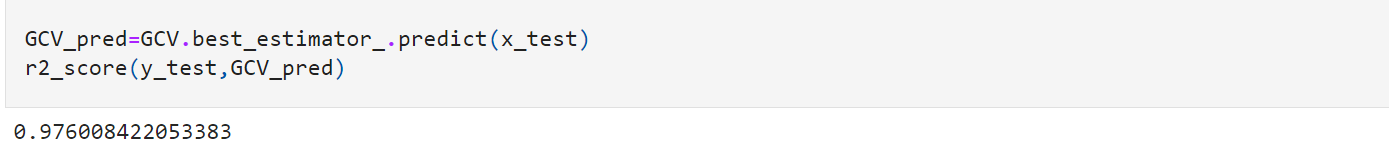 GCV_pred=GCV.best_estimator_.predict(x_test)
r2_score(y_test,GCV_pred)
0.976008422053383